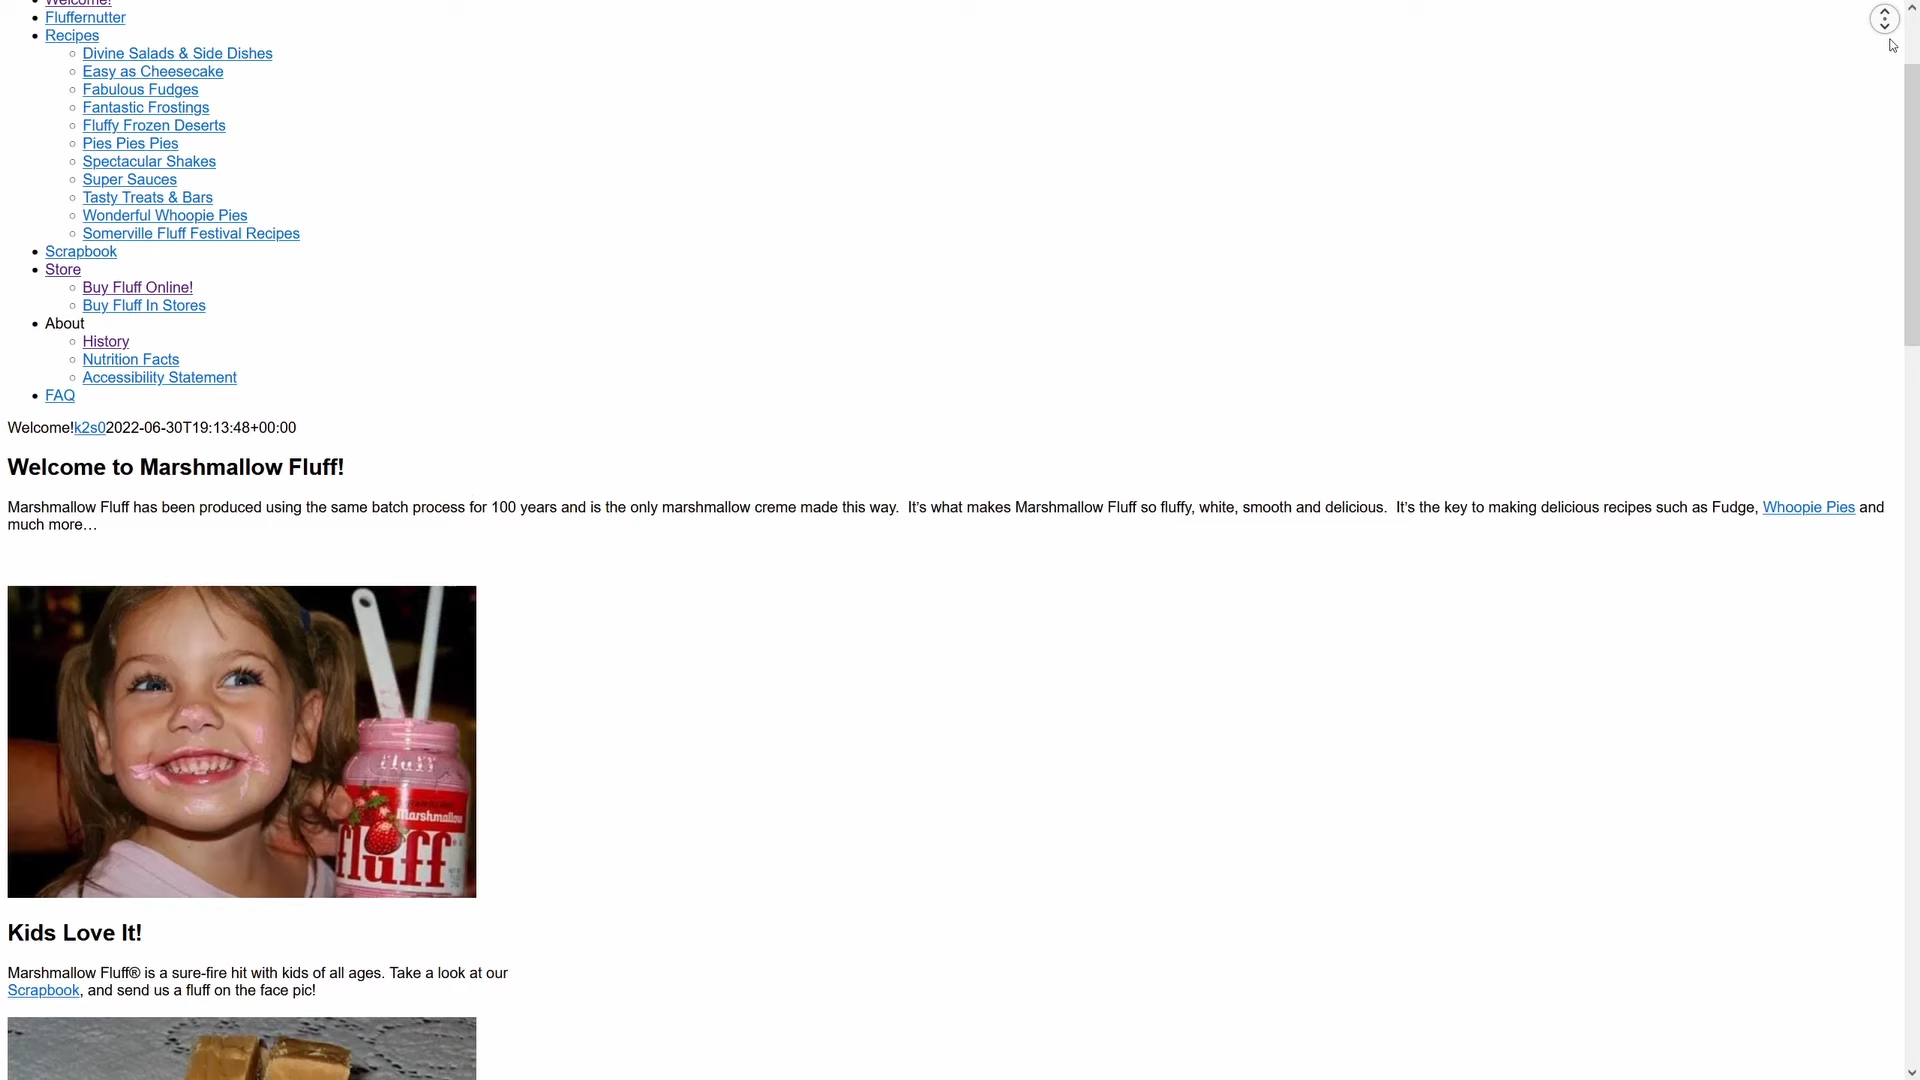 Welcome!
Fluffernutter
Recipes
Divine Salads & Side Dishes
Easy as Cheesecake
Fabulous Fudges
Fantastic Frostings
Fluffy Frozen Deserts
Pies Pies Pies
Spectacular Shakes
Super Sauces
Tasty Treats & Bars
Wonderful Whoopie Pies
Somerville Fluff Festival Recipes
Scrapbook
Store
Buy Fluff Online!
Buy Fluff In Stores
About
History
Nutrition Facts
Accessibility Statement
FAQ
Welcome!k2s02022-06-30T19:13:48+00:00
Welcome to Marshmallow Fluff!
Marshmallow Fluff has been produced using the same batch process for 100 years and is the only marshmallow creme made this way.  It’s what makes Marshmallow Fluff so fluffy, white, smooth and delicious.  It’s the key to making delicious recipes such as Fudge, Whoopie Pies and
much more…
fluff
Marshmallow
fluff
Kids Love It!
Marshmallow Fluff® is a sure-fire hit with kids of all ages. Take a look at our
Scrapbook, and send us a fluff on the face pic!